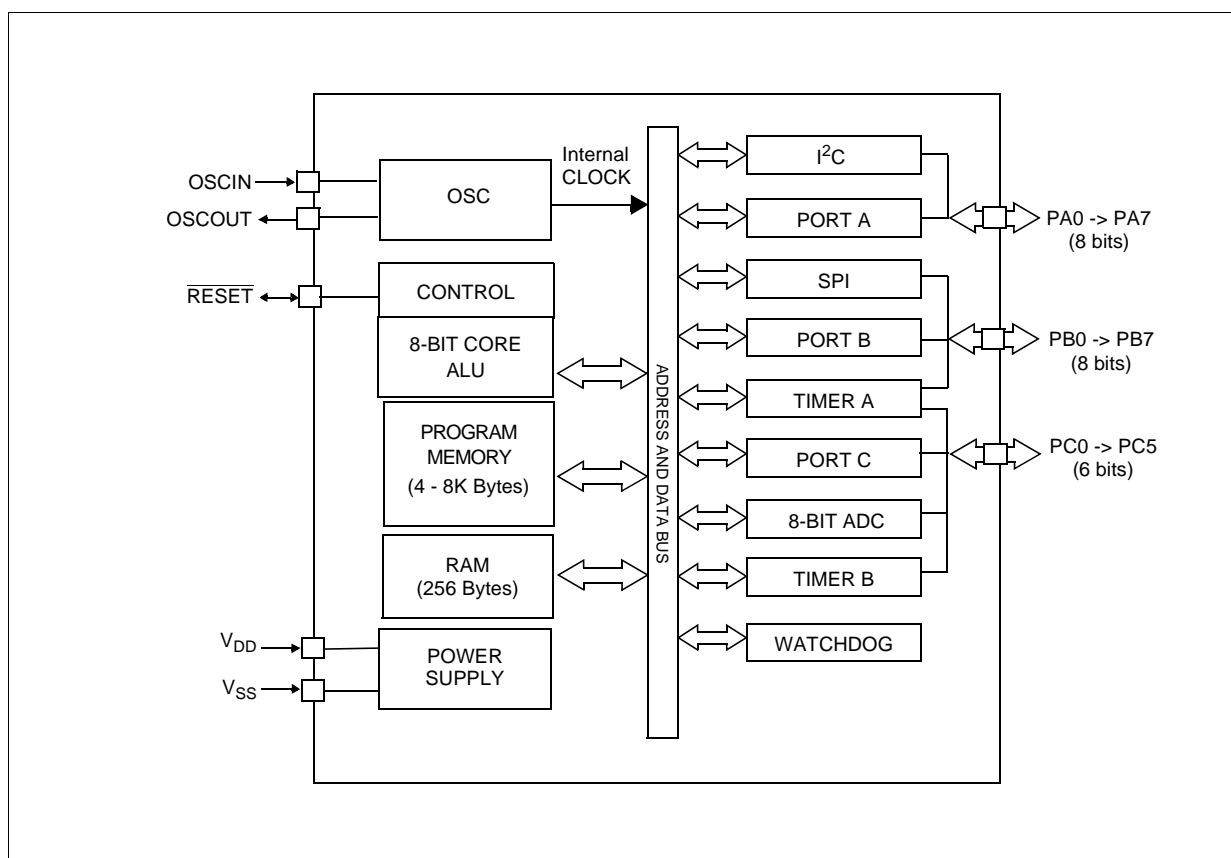 OSCIN
OSCOUT
RESET
V_DD
V_SS
OSC
Internal
CLOCK
CONTROL
8-BIT CORE
ALU
PROGRAM
MEMORY
(4 - 8K Bytes)
RAM
(256 Bytes)
POWER
SUPPLY
ADDRESS AND DATA BUS
I²C
PORT A
SPI
PORT B
TIMER A
PORT C
8-BIT ADC
TIMER B
WATCHDOG
PA0 -> PA7
(8 bits)
PB0 -> PB7
(8 bits)
PC0 -> PC5
(6 bits)